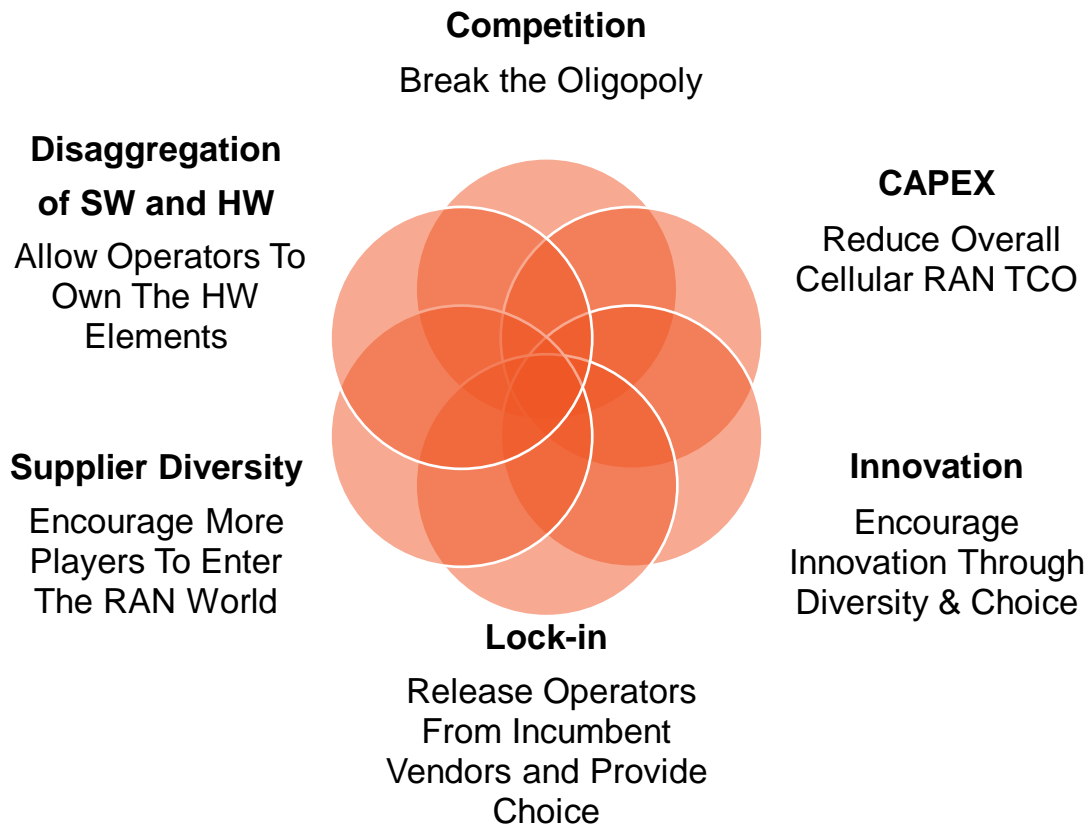 Competition
Break the Oligopoly
CAPEX
Reduce Overall
Cellular RAN TCO
Innovation
Encourage
Innovation Through
Diversity & Choice
Lock-in
Release Operators
From Incumbent
Vendors and Provide
Choice
Supplier Diversity
Encourage More
Players To Enter
The RAN World
Disaggregation
of SW and HW
Allow Operators To
Own The HW
Elements